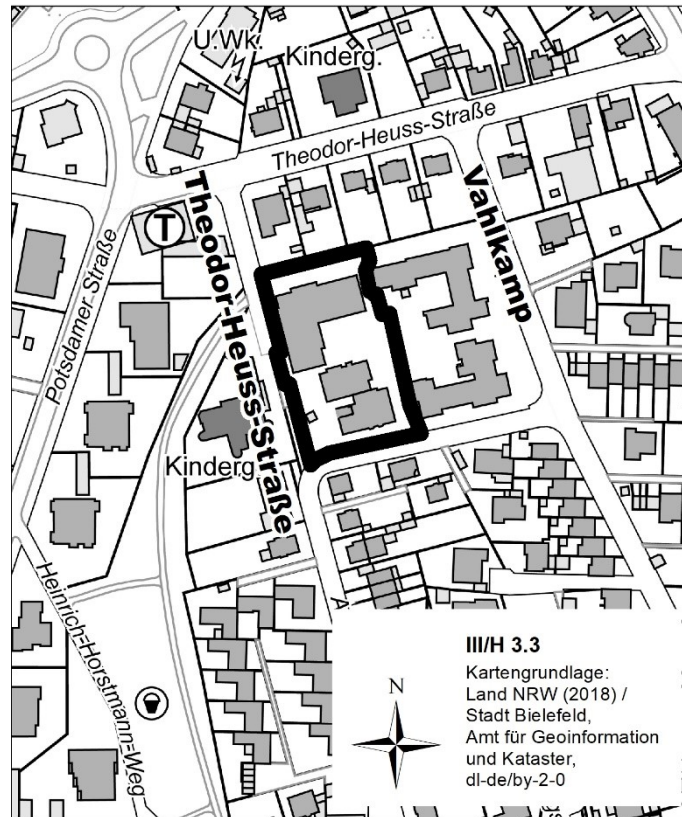 U.Wk.
Kinderg.
Theodor-Heuss-Straße
Theodor-Heuss-Straße
Vahlkamp
T
Potsdamer Straße
Kinderg.
Heinrich-Horstmann-Weg
A
III/H 3.3
Kartengrundlage:
Land NRW (2018) /
Stadt Bielefeld,
Amt für Geoinformation
und Kataster,
dl-de/by-2-0
N